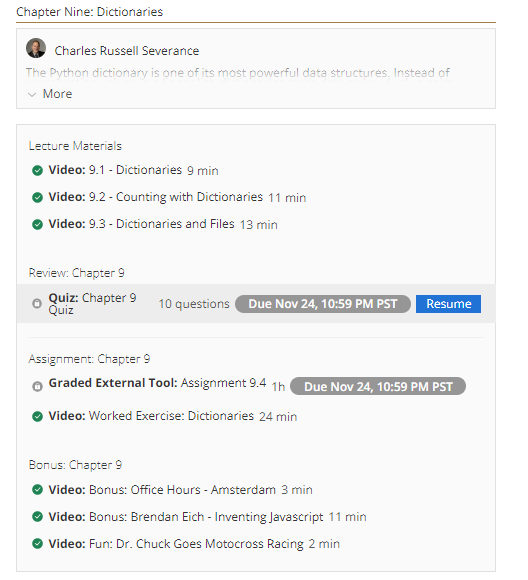 Chapter Nine: Dictionaries
Charles Russell Severance
The Python dictionary is one of its most powerful data structures. Instead of
More
Lecture Materials
Video: 9.1 - Dictionaries 9 min
Video: 9.2 - Counting with Dictionaries 11 min
Video: 9.3 - Dictionaries and Files 13 min
Review: Chapter 9
Quiz: Chapter 9
Quiz 10 questions Due Nov 24, 10:59 PM PST Resume
Assignment: Chapter 9
Graded External Tool: Assignment 9.4 1h Due Nov 24, 10:59 PM PST
Video: Worked Exercise: Dictionaries 24 min
Bonus: Chapter 9
Video: Bonus: Office Hours - Amsterdam 3 min
Video: Bonus: Brendan Eich - Inventing Javascript 11 min
Video: Fun: Dr. Chuck Goes Motocross Racing 2 min